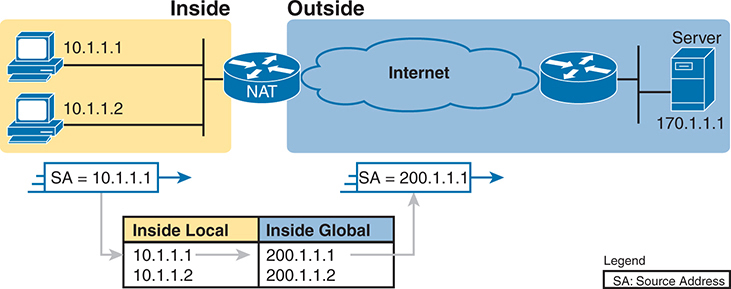 Inside
Outside
10.1.1.1
10.1.1.2
NAT
Internet
Server
170.1.1.1
SA = 10.1.1.1
SA = 200.1.1.1
Inside Local Inside Global
10.1.1.1 200.1.1.1
10.1.1.2 200.1.1.2
Legend
SA: Source Address